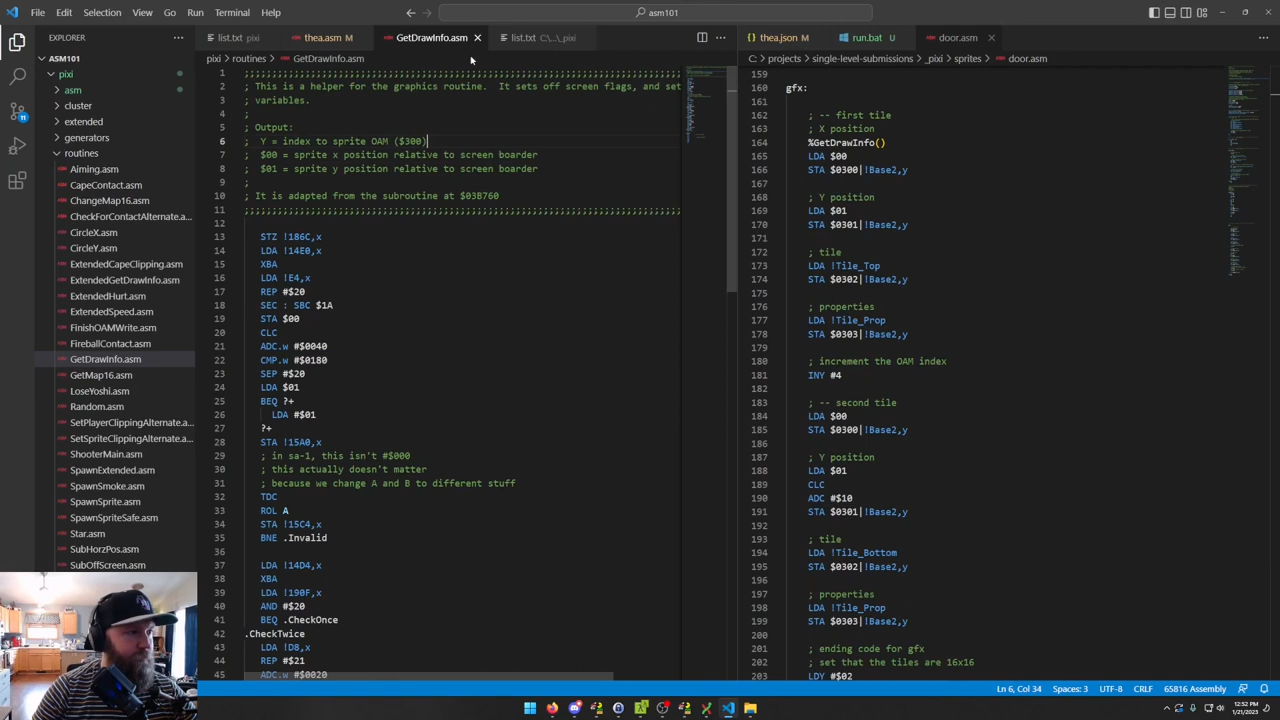 File Edit Selection View Go Run Terminal Help
asm101
EXPLORER
ASM101
pixi
asm
cluster
extended
generators
routines
Aiming.asm
CapeContact.asm
ChangeMap16.asm
CheckForContactAlternate.a...
CircleX.asm
CircleY.asm
ExtendedCapeClipping.asm
ExtendedGetDrawInfo.asm
ExtendedHurt.asm
ExtendedSpeed.asm
FinishOAMWrite.asm
FireballContact.asm
GetDrawInfo.asm
GetMap16.asm
LoseYoshi.asm
Random.asm
SetPlayerClippingAlternate.a...
SetSpriteClippingAlternate.a...
ShooterMain.asm
SpawnExtended.asm
SpawnSmoke.asm
SpawnSprite.asm
SpawnSpriteSafe.asm
Star.asm
SubHorzPos.asm
SubOffScreen.asm
11
list.txt pixi
thea.asm M
GetDrawInfo.asm
list.txt C:\...\_pixi
pixi > routines > GetDrawInfo.asm
1 ;;;;;;;;;;;;;;;;;;;;;;;;;;;;;;;;;;;;;;;;;;;;;;;;;;;;;;;;;;;;;;;;;;;;;;;;;
2 ; This is a helper for the graphics routine.  It sets off screen flags, and set
3 ; variables.
4 ;
5 ; Output:
6 ;  Y = index to sprite OAM ($300)
7 ;  $00 = sprite x position relative to screen boarder
8 ;  $01 = sprite y position relative to screen boarder
9 ;
10 ; It is adapted from the subroutine at $03B760
11 ;;;;;;;;;;;;;;;;;;;;;;;;;;;;;;;;;;;;;;;;;;;;;;;;;;;;;;;;;;;;;;;;;;;;;;;;;
12
13 STZ !186C,x
14 LDA !14E0,x
15 XBA
16 LDA !E4,x
17 REP #$20
18 SEC : SBC $1A
19 STA $00
20 CLC
21 ADC.w #$0040
22 CMP.w #$0180
23 SEP #$20
24 LDA $01
25 BEQ ?+
26 LDA #$01
27 ?+
28 STA !15A0,x
29 ; in sa-1, this isn't #$000
30 ; this actually doesn't matter
31 ; because we change A and B to different stuff
32 TDC
33 ROL A
34 STA !15C4,x
35 BNE .Invalid
36
37 LDA !14D4,x
38 XBA
39 LDA !190F,x
40 AND #$20
41 BEQ .CheckOnce
42 .CheckTwice
43 LDA !D8,x
44 REP #$21
45 ADC.w #$0020
thea.json M
run.bat U
door.asm
C: > projects > single-level-submissions > _pixi > sprites > door.asm
159
160 gfx:
161
162 ; -- first tile
163 ; X position
164 %GetDrawInfo()
165 LDA $00
166 STA $0300|!Base2,y
167
168 ; Y position
169 LDA $01
170 STA $0301|!Base2,y
171
172 ; tile
173 LDA !Tile_Top
174 STA $0302|!Base2,y
175
176 ; properties
177 LDA !Tile_Prop
178 STA $0303|!Base2,y
179
180 ; increment the OAM index
181 INY #4
182
183 ; -- second tile
184 LDA $00
185 STA $0300|!Base2,y
186
187 ; Y position
188 LDA $01
189 CLC
190 ADC #$10
191 STA $0301|!Base2,y
192
193 ; tile
194 LDA !Tile_Bottom
195 STA $0302|!Base2,y
196
197 ; properties
198 LDA !Tile_Prop
199 STA $0303|!Base2,y
200
201 ; ending code for gfx
202 ; set that the tiles are 16x16
203 LDY #$02
Ln 6, Col 34 Spaces: 3 UTF-8 CRLF 65816 Assembly
12:52 PM
1/21/2023